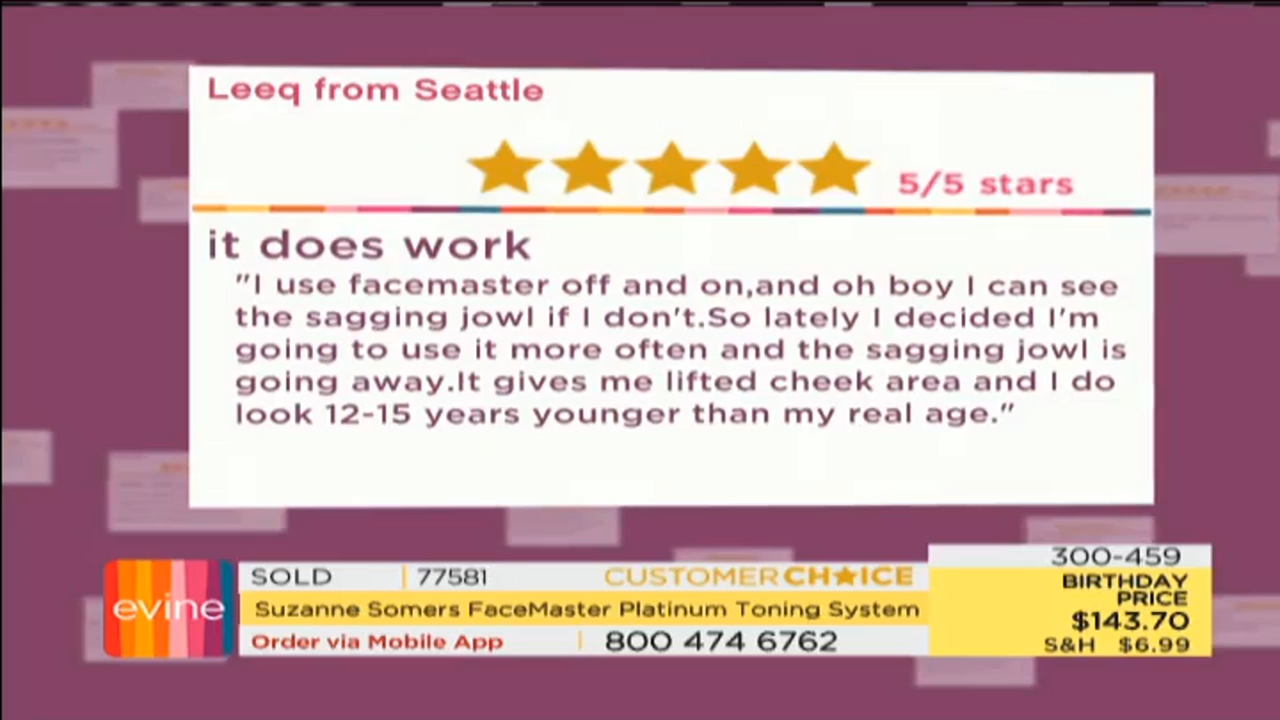 Leeq from Seattle
5/5 stars
it does work
"I use facemaster off and on,and oh boy I can see
the sagging jowl if I don't.So lately I decided I'm
going to use it more often and the sagging jowl is
going away.It gives me lifted cheek area and I do
look 12-15 years younger than my real age."
evine
SOLD 77581 CUSTOMER CH★ICE
Suzanne Somers FaceMaster Platinum Toning System
Order via Mobile App 800 474 6762
300-459
BIRTHDAY
PRICE
$143.70
S&H $6.99